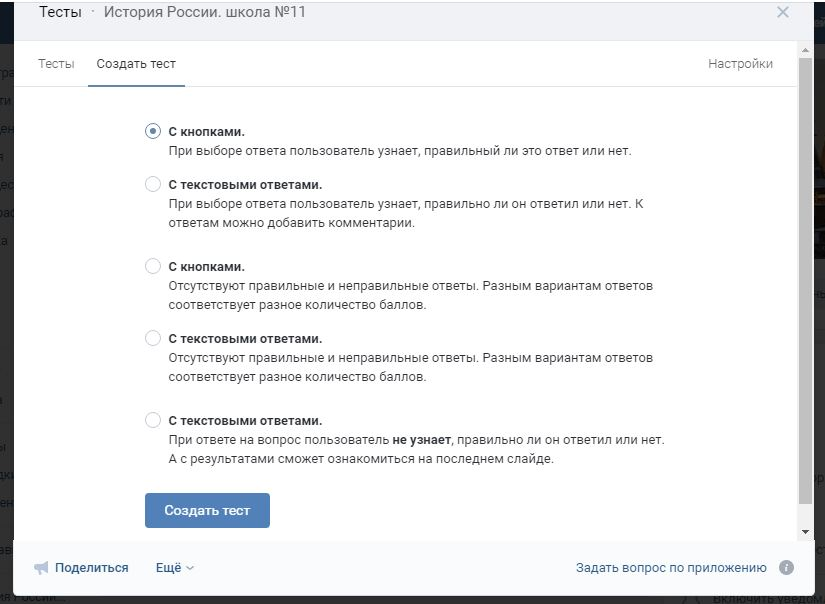 Тесты · История России. школа №11
Тесты Создать тест Настройки
С кнопками.
При выборе ответа пользователь узнает, правильный ли это ответ или нет.
С текстовыми ответами.
При выборе ответа пользователь узнает, правильно ли он ответил или нет. К
ответам можно добавить комментарии.
С кнопками.
Отсутствуют правильные и неправильные ответы. Разным вариантам ответов
соответствует разное количество баллов.
С текстовыми ответами.
Отсутствуют правильные и неправильные ответы. Разным вариантам ответов
соответствует разное количество баллов.
С текстовыми ответами.
При ответе на вопрос пользователь не узнает, правильно ли он ответил или нет.
А с результатами сможет ознакомиться на последнем слайде.
Создать тест
Поделиться Ещё Задать вопрос по приложению
России... Включить